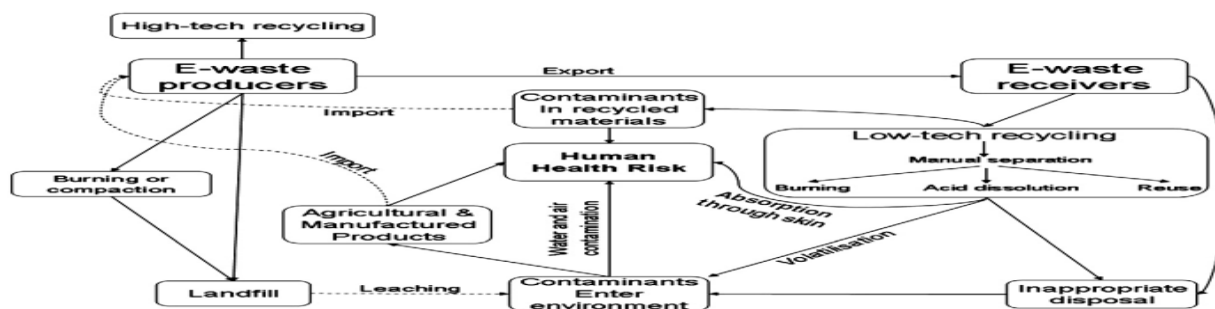 High-tech recycling
E-waste
producers
Export
E-waste
receivers
Contaminants
In recycled
materials
Import
Low-tech recycling
Manual separation
Burning
Acid dissolution
Reuse
Human
Health Risk
Import
Burning or
compaction
Absorption
through skin
Agricultural &
Manufactured
Products
Water and air
contamination
Volatilisation
Landfill
Leaching
Contaminants
Enter
environment
Inappropriate
disposal